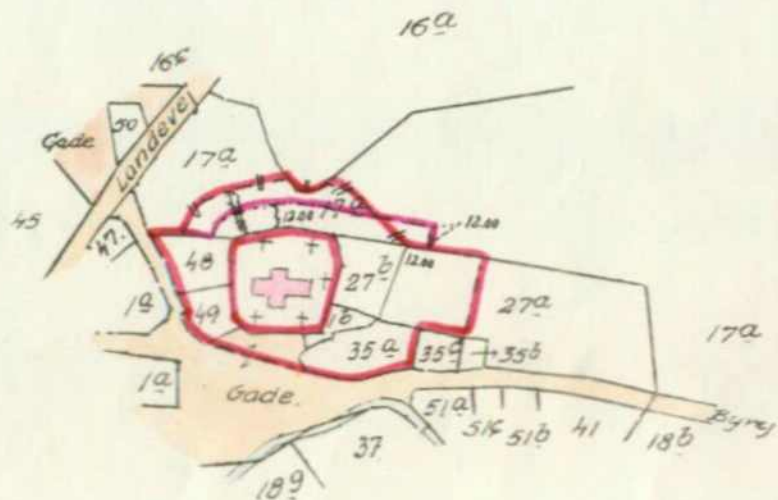 16a
16c
50
Gade
Landevej
17a
45
47.
12.00
12.00
48
27b
12.00
27a
1a
49
1b
17a
35a
35c
35b
1a
Gade.
51a
51c
51b
41
18b
Byvej
37
18g